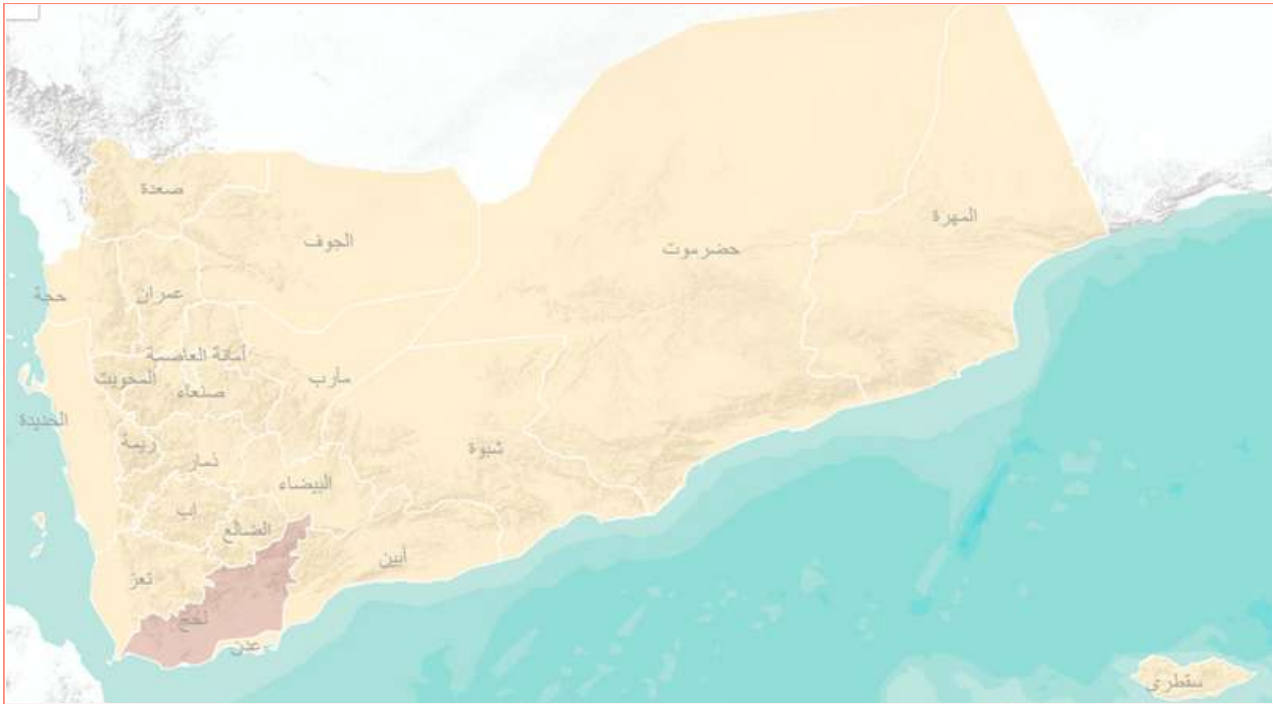 صعدة
المهرة
الجوف
حضرموت
عمران
حجة
أمانة العاصمة
مأرب
المحويت
صنعاء
الحديدة
ريمة
شبوة
ذمار
البيضاء
إب
الضالع
أبين
تعز
لحج
عدن
سقطرى